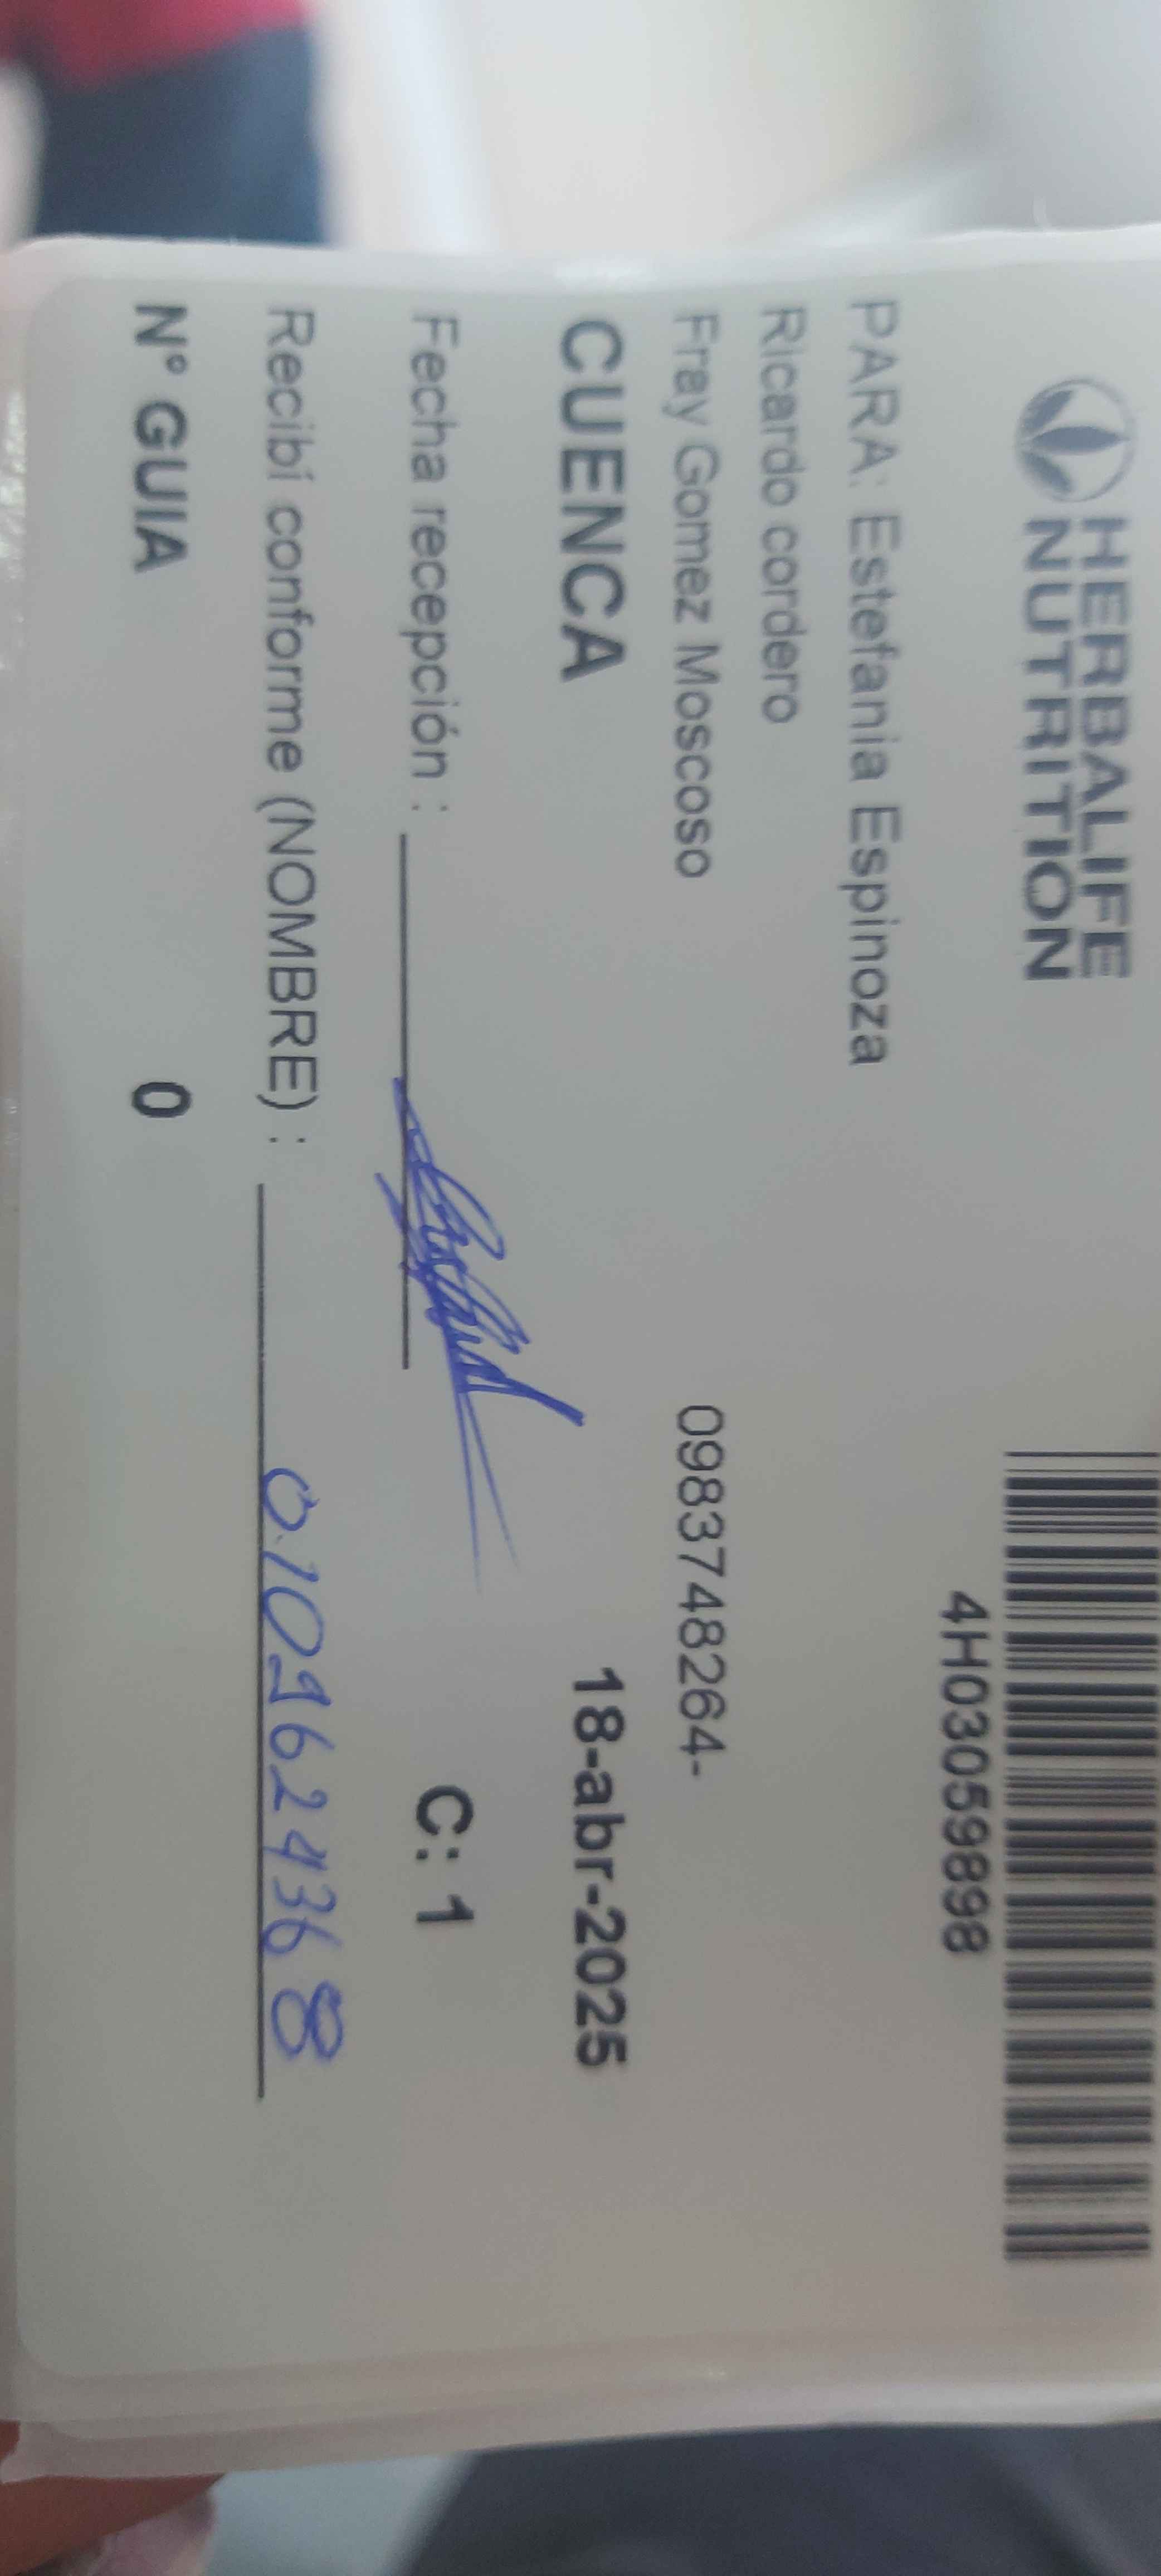 HERBALIFE
NUTRITION
4H03059898
PARA: Estefania Espinoza
Ricardo cordero
Fray Gomez Moscoso 0983748264-
CUENCA 18-abr-2025
Fecha recepción : C: 1
Recibí conforme (NOMBRE) :
N° GUIA 0